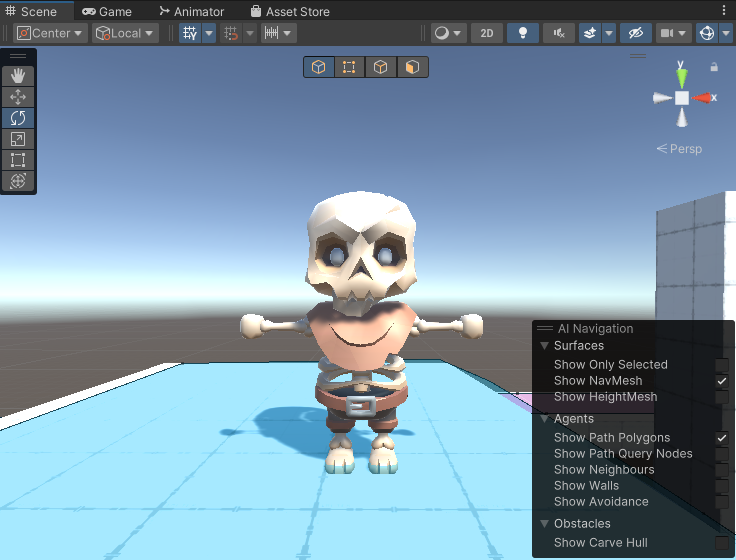 Scene Game Animator Asset Store
Center Local 2D
y
x
Persp
AI Navigation
Surfaces
Show Only Selected
Show NavMesh
Show HeightMesh
Agents
Show Path Polygons
Show Path Query Nodes
Show Neighbours
Show Walls
Show Avoidance
Obstacles
Show Carve Hull